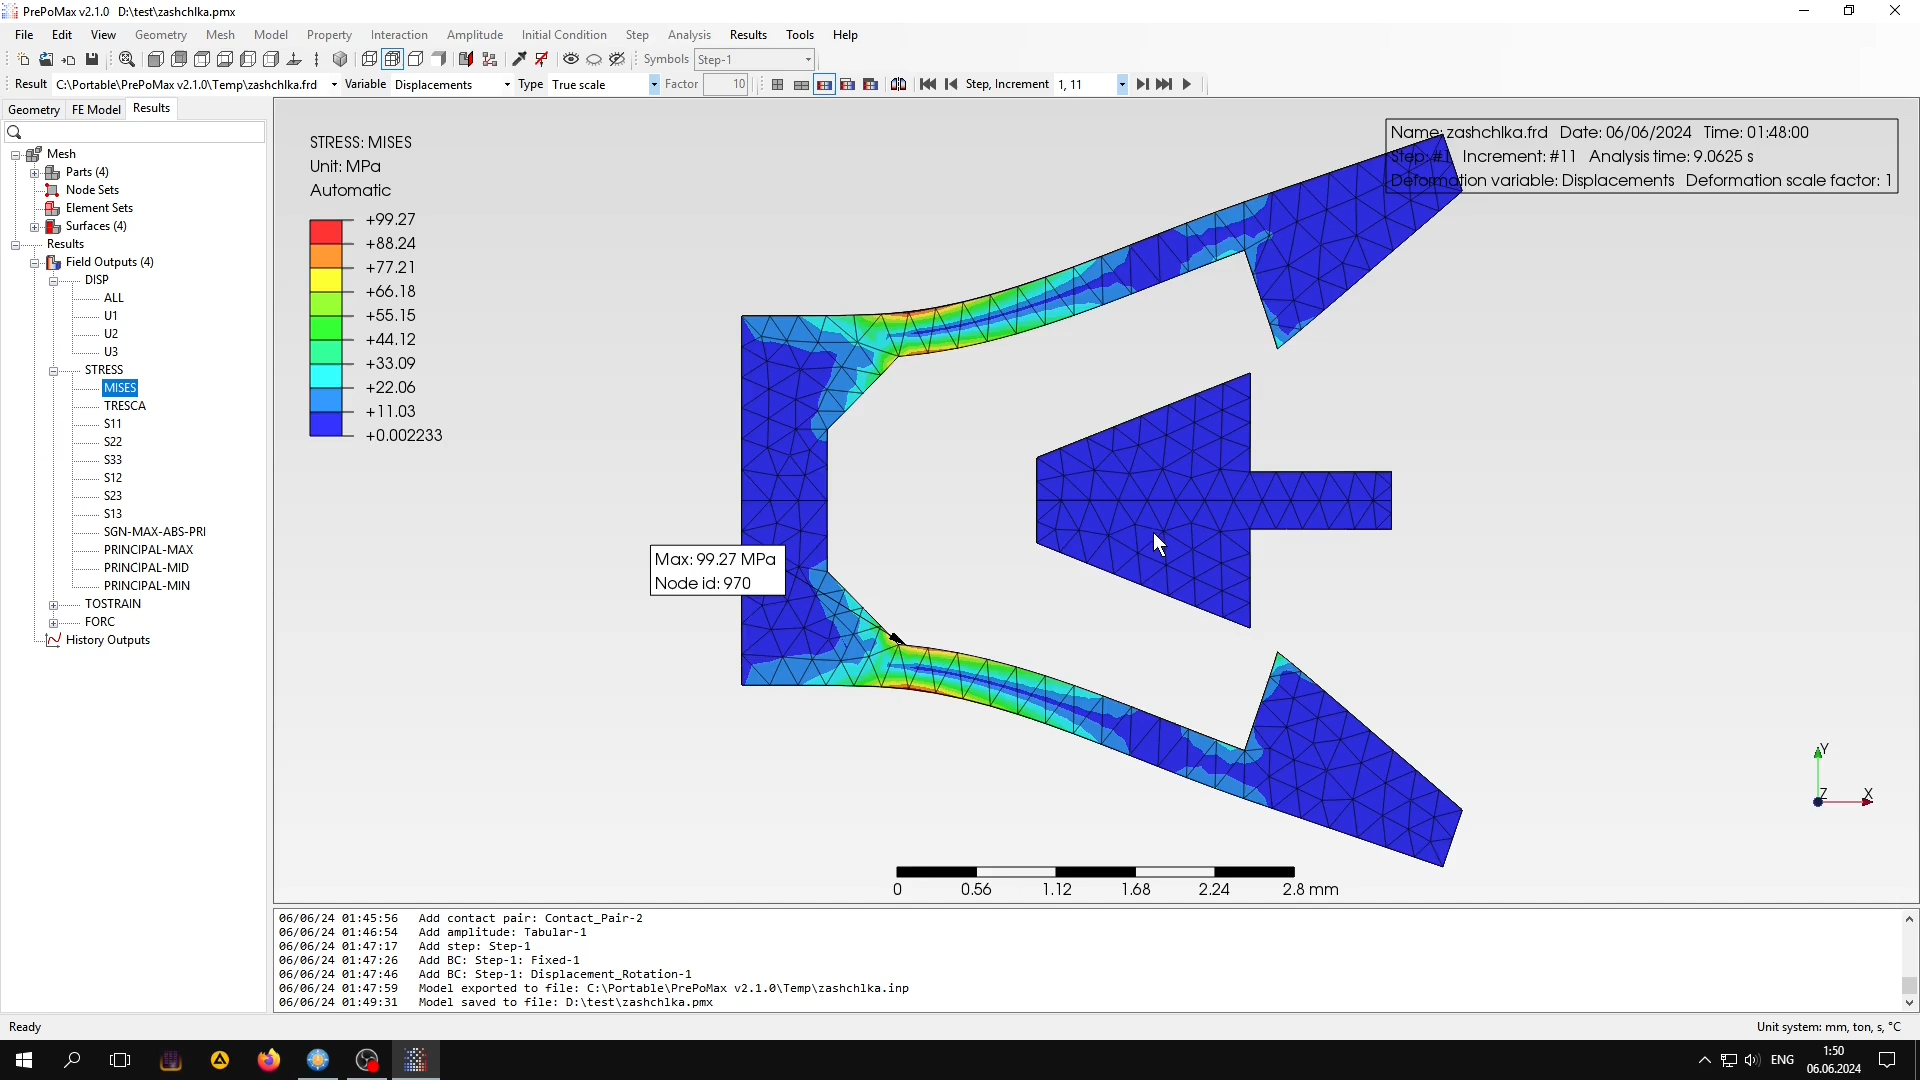 PrePoMax v2.1.0   D:\test\zashchlka.pmx
File   Edit   View   Geometry   Mesh   Model   Property   Interaction   Amplitude   Initial Condition   Step   Analysis   Results   Tools   Help
Symbols   Step-1
Result   C:\Portable\PrePoMax v2.1.0\Temp\zashchlka.frd   Variable   Displacements   Type   True scale   Factor   10   Step, Increment   1, 11
Geometry   FE Model   Results
Mesh
Parts (4)
Node Sets
Element Sets
Surfaces (4)
Results
Field Outputs (4)
DISP
ALL
U1
U2
U3
STRESS
MISES
TRESCA
S11
S22
S33
S12
S23
S13
SGN-MAX-ABS-PRI
PRINCIPAL-MAX
PRINCIPAL-MID
PRINCIPAL-MIN
TOSTRAIN
FORC
History Outputs
STRESS: MISES
Unit: MPa
Automatic
+99.27
+88.24
+77.21
+66.18
+55.15
+44.12
+33.09
+22.06
+11.03
+0.002233
Name: zashchlka.frd   Date: 06/06/2024   Time: 01:48:00
Step: #1   Increment: #11   Analysis time: 9.0625 s
Deformation variable: Displacements   Deformation scale factor: 1
Max: 99.27 MPa
Node id: 970
Y
Z   X
0   0.56   1.12   1.68   2.24   2.8 mm
06/06/24 01:45:56   Add contact pair: Contact_Pair-2
06/06/24 01:46:54   Add amplitude: Tabular-1
06/06/24 01:47:17   Add step: Step-1
06/06/24 01:47:26   Add BC: Step-1: Fixed-1
06/06/24 01:47:46   Add BC: Step-1: Displacement_Rotation-1
06/06/24 01:47:59   Model exported to file: C:\Portable\PrePoMax v2.1.0\Temp\zashchlka.inp
06/06/24 01:49:31   Model saved to file: D:\test\zashchlka.pmx
Ready   Unit system: mm, ton, s, °C
ENG   1:50
06.06.2024